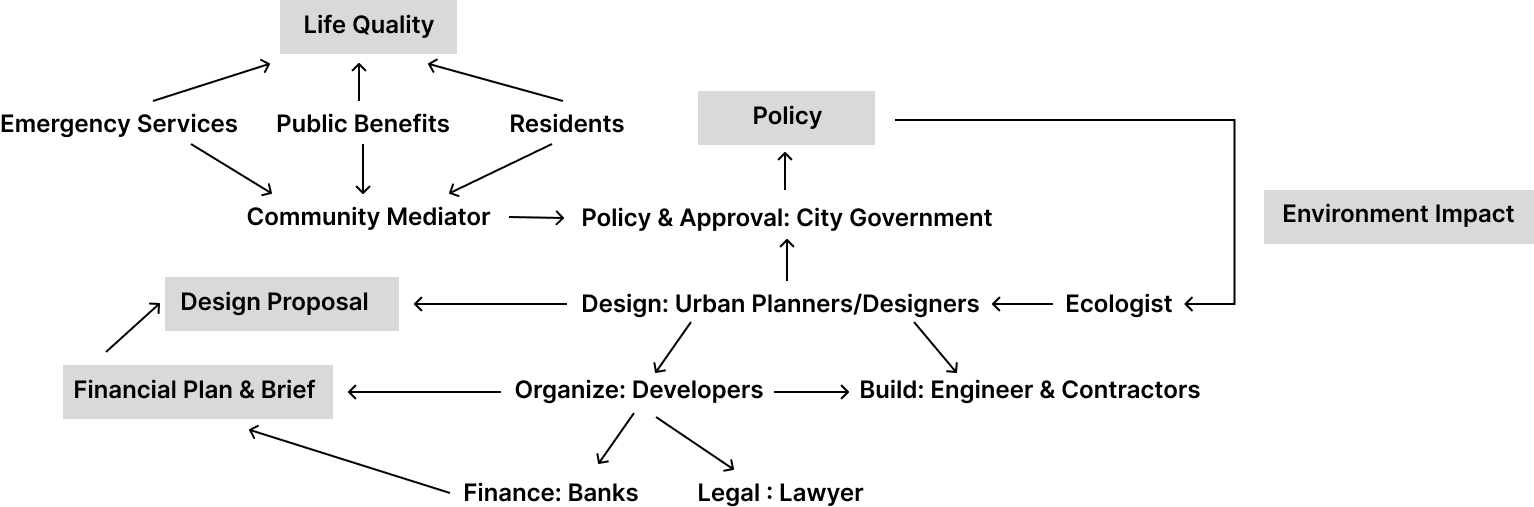 Life Quality
Emergency Services
Public Benefits
Residents
Policy
Community Mediator
Policy & Approval: City Government
Environment Impact
Design Proposal
Design: Urban Planners/Designers
Ecologist
Financial Plan & Brief
Organize: Developers
Build: Engineer & Contractors
Finance: Banks
Legal : Lawyer